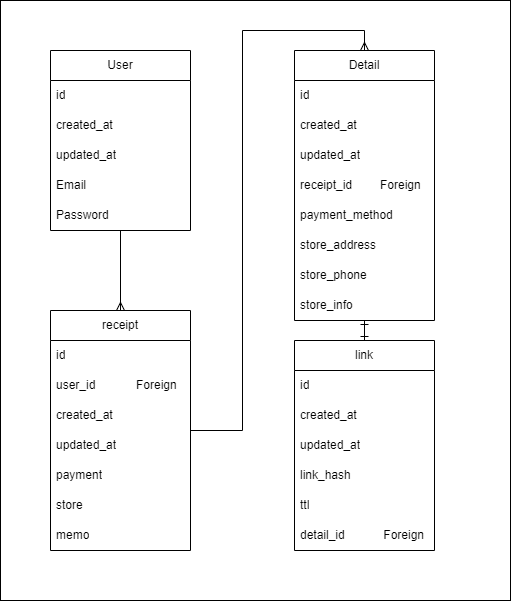 User
id
created_at
updated_at
Email
Password
receipt
id
user_id Foreign
created_at
updated_at
payment
store
memo
Detail
id
created_at
updated_at
receipt_id Foreign
payment_method
store_address
store_phone
store_info
link
id
created_at
updated_at
link_hash
ttl
detail_id Foreign